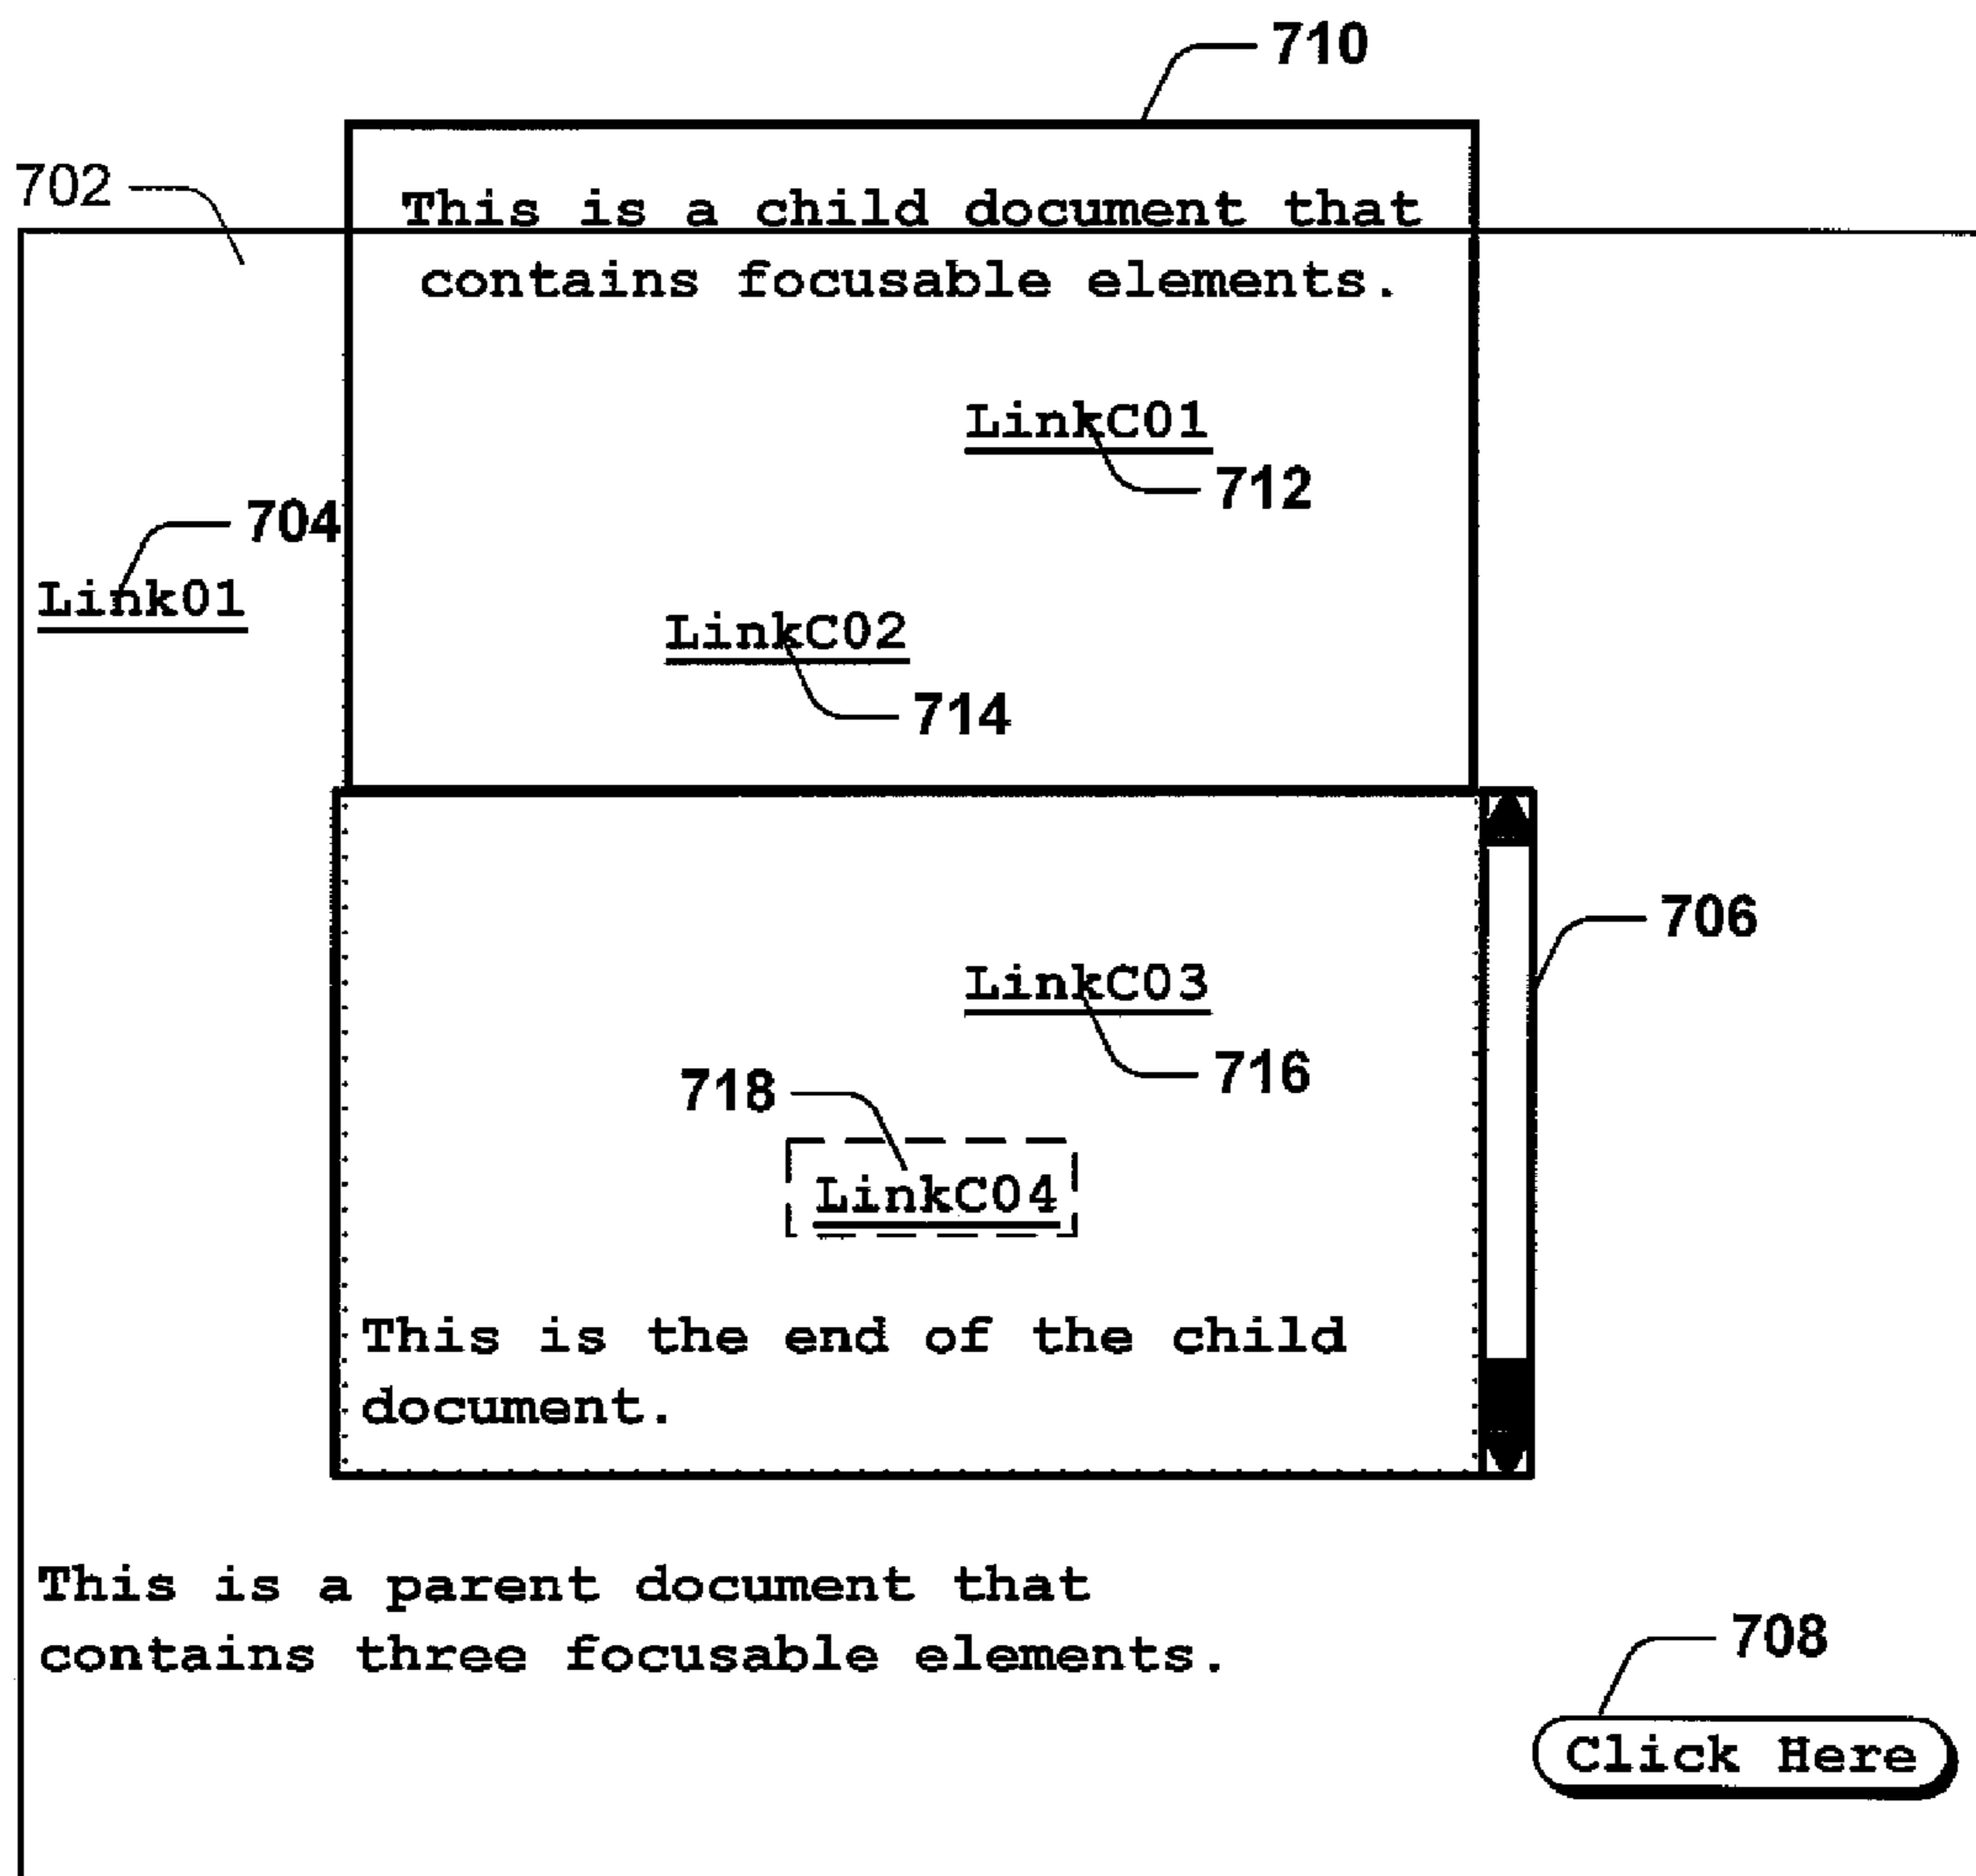 710
702
This is a child document that
contains focusable elements.
LinkC01
712
704
Link01
LinkC02
714
706
LinkC03
716
718
LinkC04
This is the end of the child
document.
This is a parent document that
contains three focusable elements.
708
Click Here